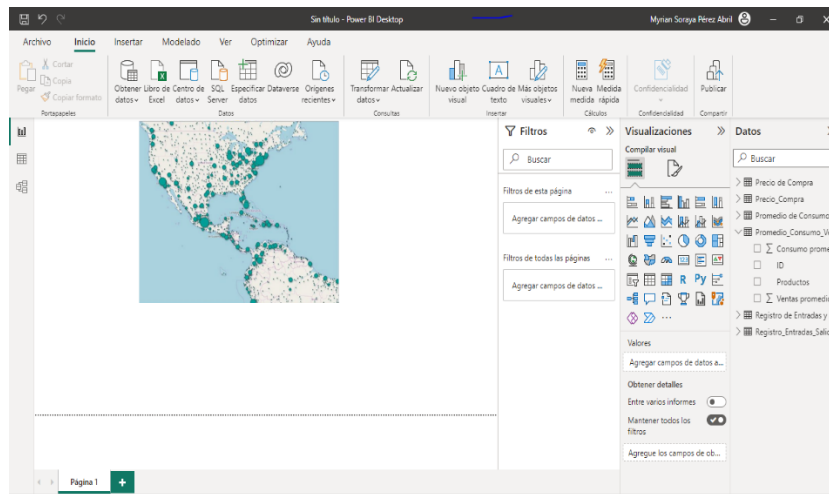 Sin título - Power BI Desktop
Myrian Soraya Pérez Abril
Archivo Inicio Insertar Modelado Ver Optimizar Ayuda
Pegar
Cortar
Copia
Copiar formato
Portapapeles
Obtener datos
Libro de Excel
Centro de datos
SQL Server
Especificar datos
Dataverse
Orígenes recientes
Datos
Transformar datos
Actualizar
Consultas
Nuevo objeto visual
Cuadro de texto
Más objetos visuales
Insertar
Nueva medida
Medida rápida
Cálculos
Confidencialidad
Confidencialidad
Publicar
Compartir
Filtros
Buscar
Filtros de esta página ...
Agregar campos de datos ...
Filtros de todas las páginas ...
Agregar campos de datos ...
Visualizaciones
Compilar visual
R Py
Valores
Agregar campos de datos a...
Obtener detalles
Entre varios informes
Mantener todos los
filtros
Agregue los campos de ob...
Datos
Buscar
Precio de Compra
Precio_Compra
Promedio de Consumo
Promedio_Consumo_Ve
Consumo prome
ID
Productos
Ventas promedi
Registro de Entradas y
Registro_Entradas_Salic
Página 1